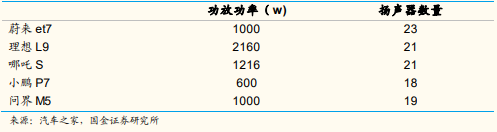 功放功率（w） 扬声器数量
蔚来 et7 1000 23
理想 L9 2160 21
哪吒 S 1216 21
小鹏 P7 600 18
问界 M5 1000 19
来源：汽车之家，国金证券研究所